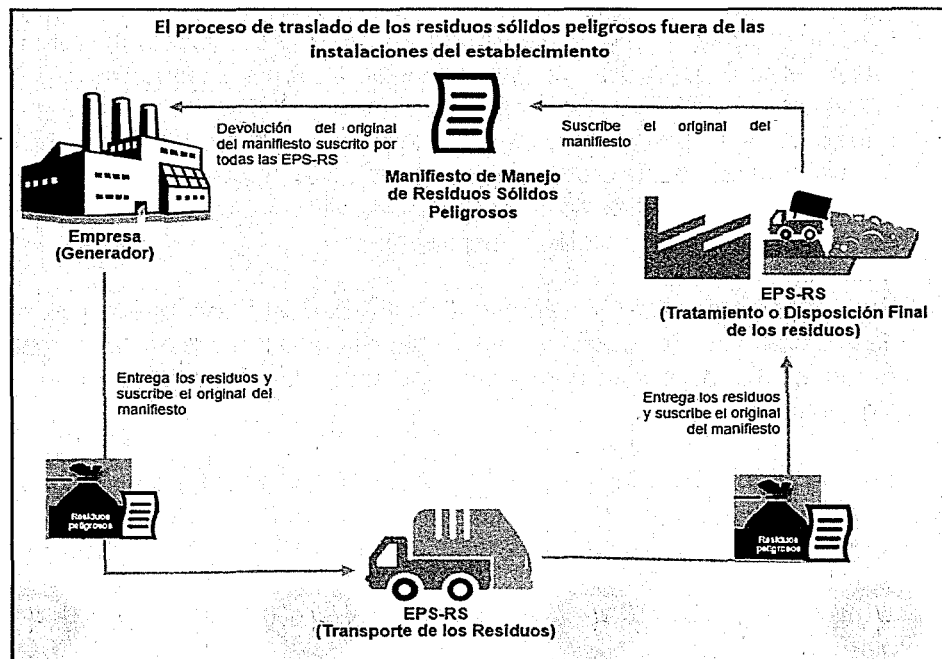 El proceso de traslado de los residuos sólidos peligrosos fuera de las
instalaciones del establecimiento
Devolución del original
del manifiesto suscrito por
todas las EPS-RS
Suscribe el original del
manifiesto
Manifiesto de Manejo
de Residuos Sólidos
Peligrosos
Empresa
(Generador)
EPS-RS
(Tratamiento o Disposición Final
de los residuos)
Entrega los residuos y
suscribe el original del
manifiesto
Entrega los residuos
y suscribe el original
del manifiesto
Residuos
peligrosos
Residuos
peligrosos
EPS-RS
(Transporte de los Residuos)